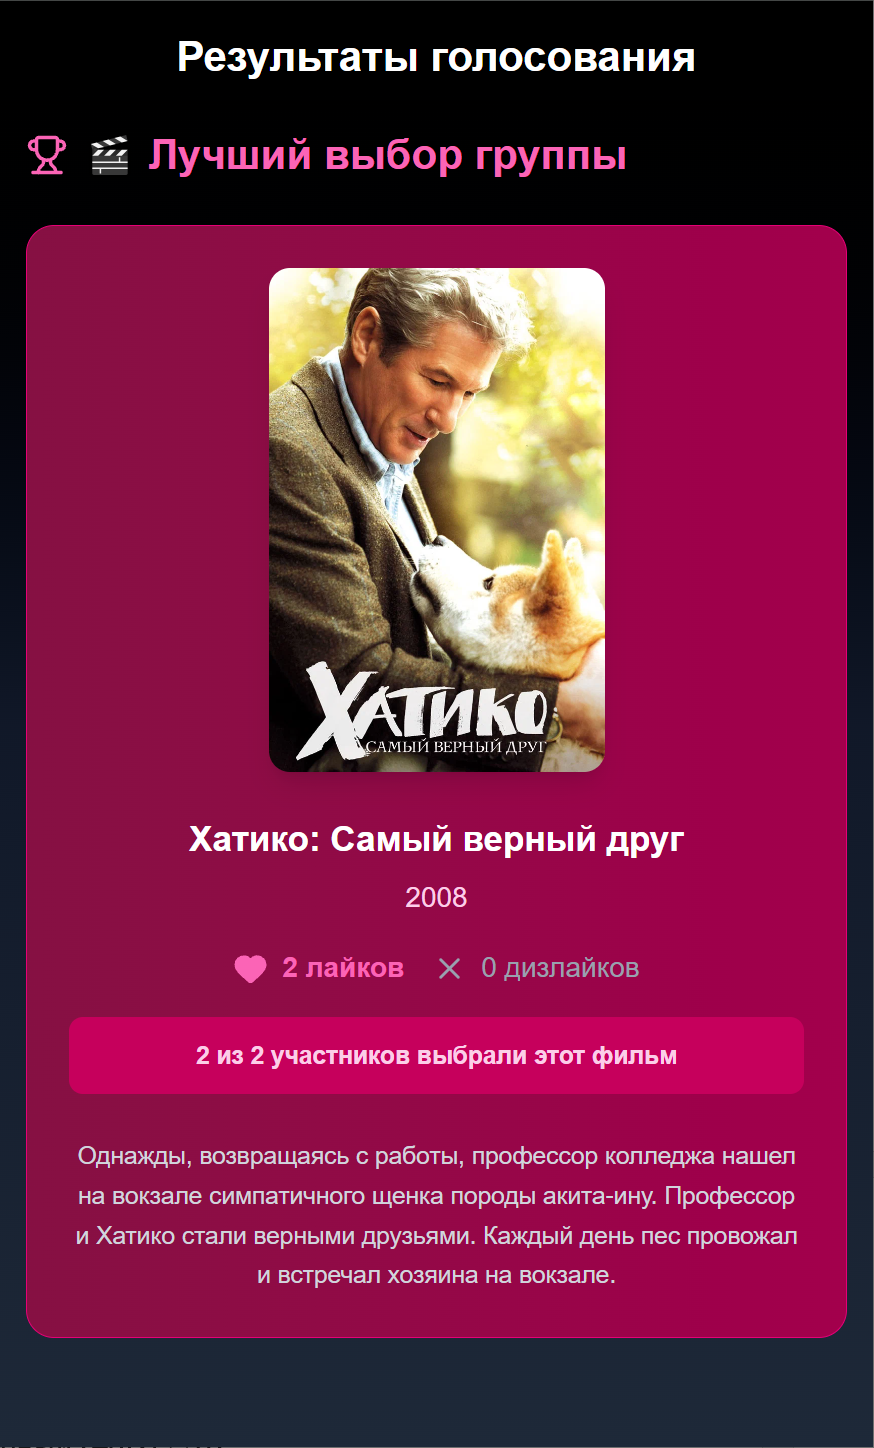 Результаты голосования
Лучший выбор группы
ХАТИКО
САМЫЙ ВЕРНЫЙ ДРУГ
Хатико: Самый верный друг
2008
2 лайков 0 дизлайков
2 из 2 участников выбрали этот фильм
Однажды, возвращаясь с работы, профессор колледжа нашел
на вокзале симпатичного щенка породы акита-ину. Профессор
и Хатико стали верными друзьями. Каждый день пес провожал
и встречал хозяина на вокзале.